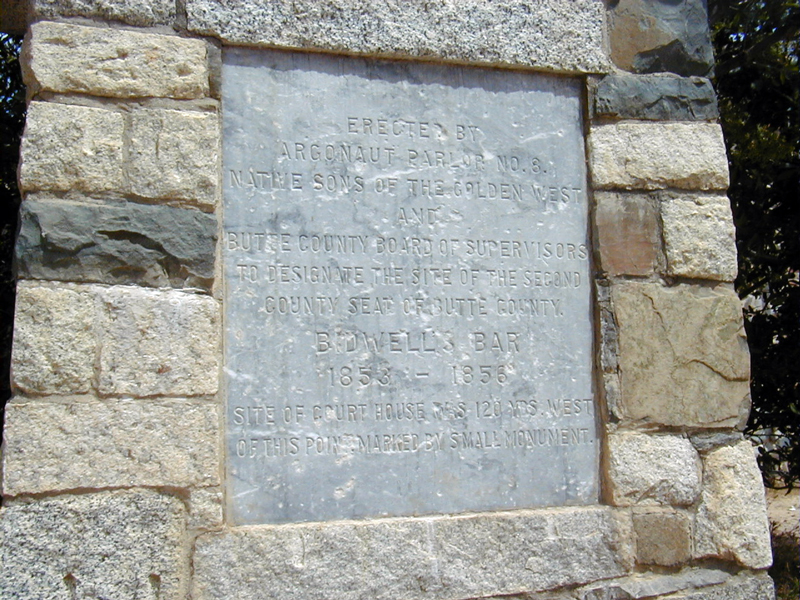 ERECTED BY
ARGONAUT PARLOR NO. 8.
NATIVE SONS OF THE GOLDEN WEST
AND
BUTTE COUNTY BOARD OF SUPERVISORS
TO DESIGNATE THE SITE OF THE SECOND
COUNTY SEAT OF BUTTE COUNTY.
BIDWELL'S BAR
1853 - 1856
SITE OF COURT HOUSE WAS 120 YDS. WEST
OF THIS POINT MARKED BY SMALL MONUMENT.